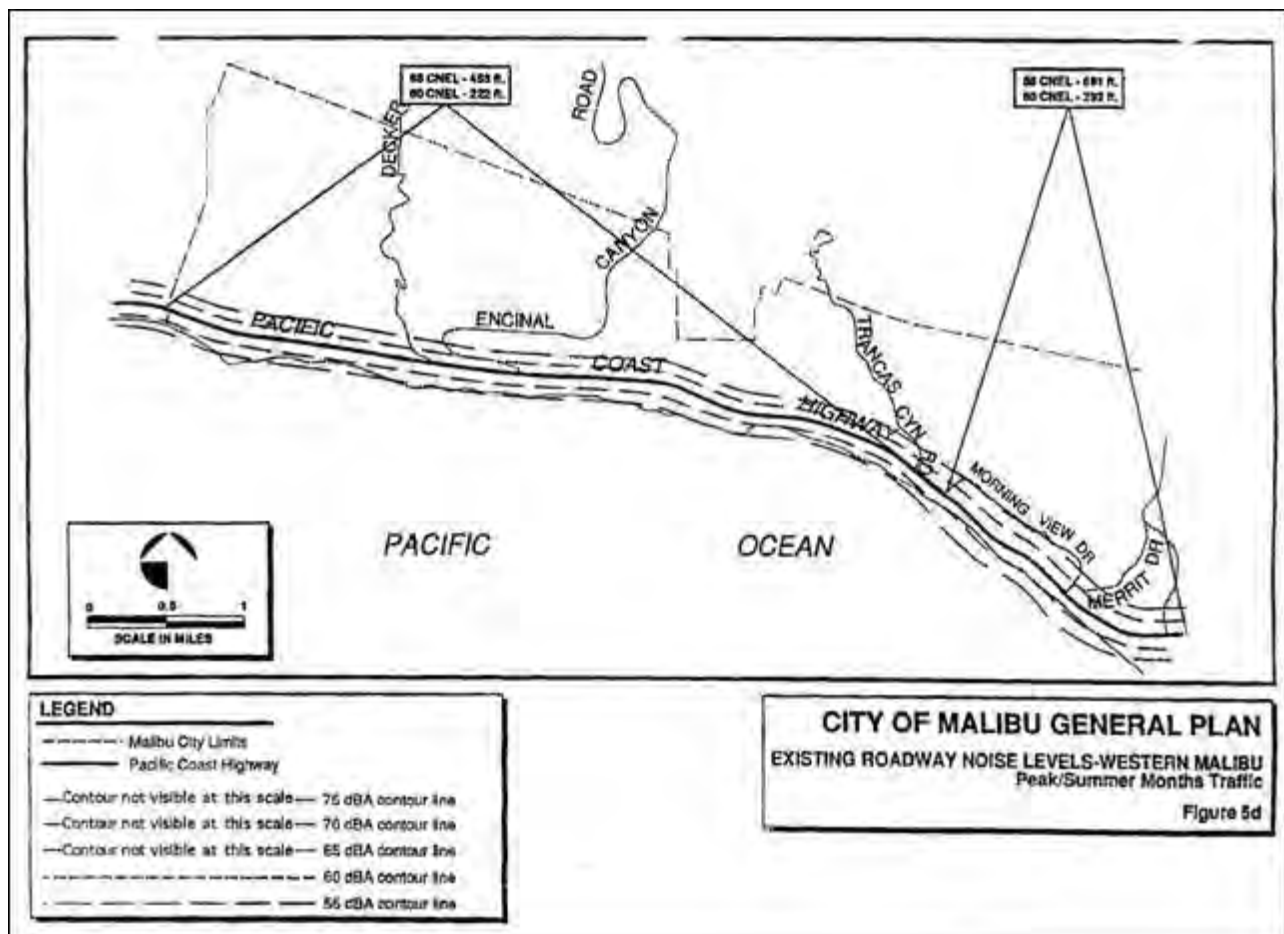 DECKER
ROAD
CANYON
ENCINAL
PACIFIC
COAST
HIGHWAY
TRANCAS CYN RD
MORNING VIEW DR
MERRIT DR
PACIFIC OCEAN
0 0.5 1
SCALE IN MILES
LEGEND
Malibu City Limits
Pacific Coast Highway
Contour not visible at this scale 75 dBA contour line
Contour not visible at this scale 70 dBA contour line
Contour not visible at this scale 65 dBA contour line
60 dBA contour line
55 dBA contour line
CITY OF MALIBU GENERAL PLAN
EXISTING ROADWAY NOISE LEVELS-WESTERN MALIBU
Peak/Summer Months Traffic
Figure 5d
60 CNEL - 222 ft.